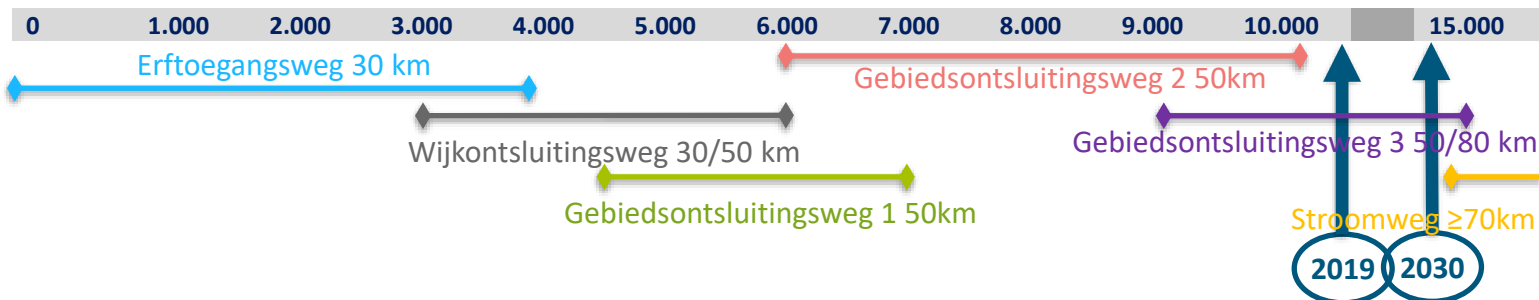 0 1.000 2.000 3.000 4.000 5.000 6.000 7.000 8.000 9.000 10.000 15.000
Erftoegangsweg 30 km
Gebiedsontsluitingsweg 2 50km
Wijkontsluitingsweg 30/50 km
Gebiedsontsluitingsweg 3 50/80 km
Gebiedsontsluitingsweg 1 50km
Stroomweg ≥70km
2019 2030